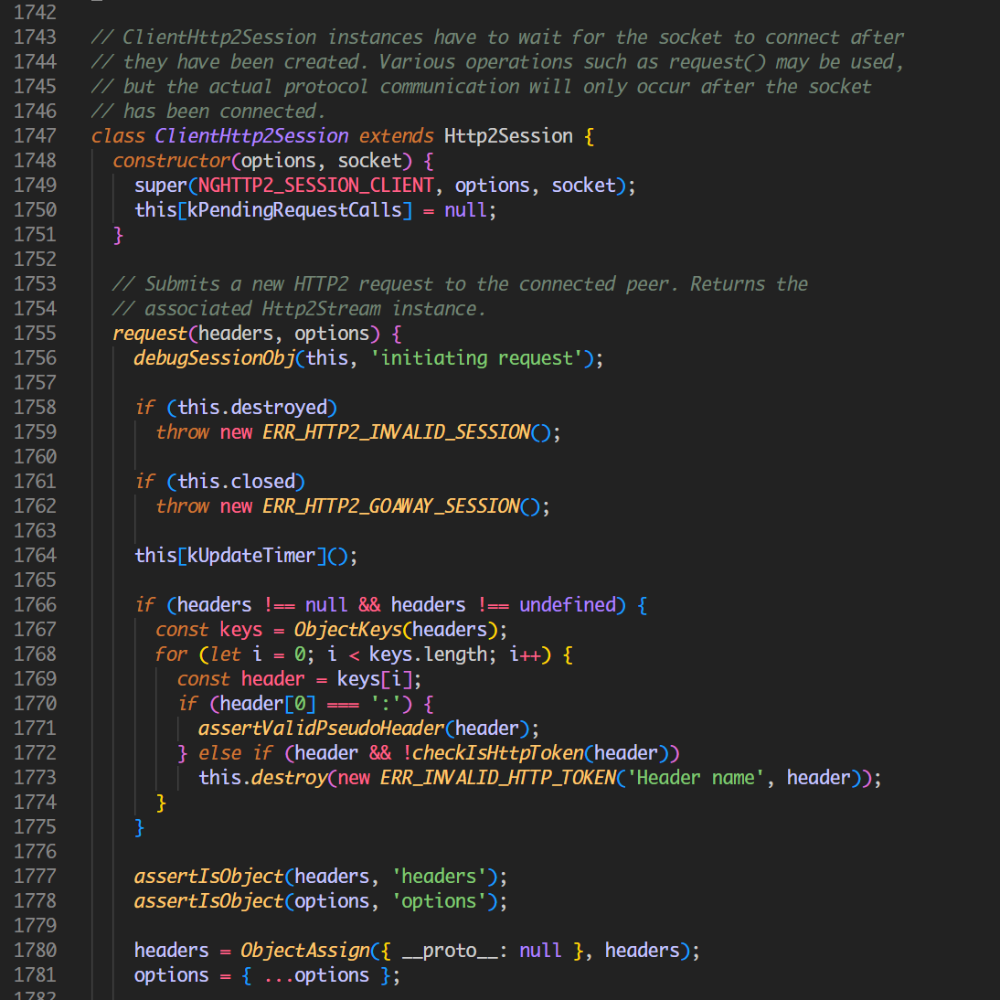 1742
1743 // ClientHttp2Session instances have to wait for the socket to connect after
1744 // they have been created. Various operations such as request() may be used,
1745 // but the actual protocol communication will only occur after the socket
1746 // has been connected.
1747 class ClientHttp2Session extends Http2Session {
1748   constructor(options, socket) {
1749     super(NGHTTP2_SESSION_CLIENT, options, socket);
1750     this[kPendingRequestCalls] = null;
1751   }
1752
1753   // Submits a new HTTP2 request to the connected peer. Returns the
1754   // associated Http2Stream instance.
1755   request(headers, options) {
1756     debugSessionObj(this, 'initiating request');
1757
1758     if (this.destroyed)
1759       throw new ERR_HTTP2_INVALID_SESSION();
1760
1761     if (this.closed)
1762       throw new ERR_HTTP2_GOAWAY_SESSION();
1763
1764     this[kUpdateTimer]();
1765
1766     if (headers !== null && headers !== undefined) {
1767       const keys = ObjectKeys(headers);
1768       for (let i = 0; i < keys.length; i++) {
1769         const header = keys[i];
1770         if (header[0] === ':') {
1771           assertValidPseudoHeader(header);
1772         } else if (header && !checkIsHttpToken(header))
1773           this.destroy(new ERR_INVALID_HTTP_TOKEN('Header name', header));
1774       }
1775     }
1776
1777     assertIsObject(headers, 'headers');
1778     assertIsObject(options, 'options');
1779
1780     headers = ObjectAssign({ __proto__: null }, headers);
1781     options = { ...options };
1782